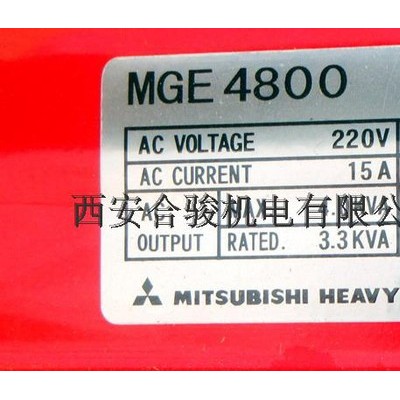 MGE 4800
AC VOLTAGE 220V
AC CURRENT 15A
西安合骏机电有限公
OUTPUT RATED. 3.3KVA
MITSUBISHI HEAVY